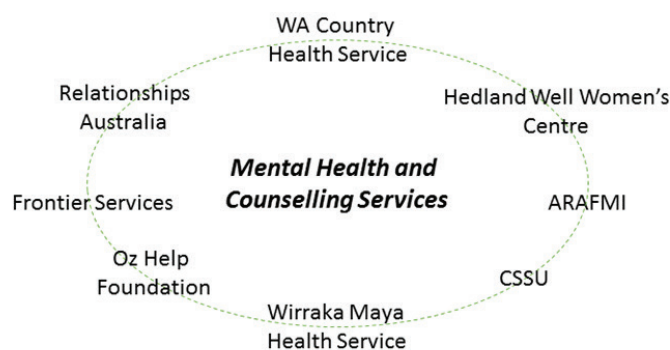 WA Country
Health Service
Relationships
Australia
Hedland Well Women's
Centre
Mental Health and
Counselling Services
Frontier Services
ARAFMI
Oz Help
Foundation
CSSU
Wirraka Maya
Health Service